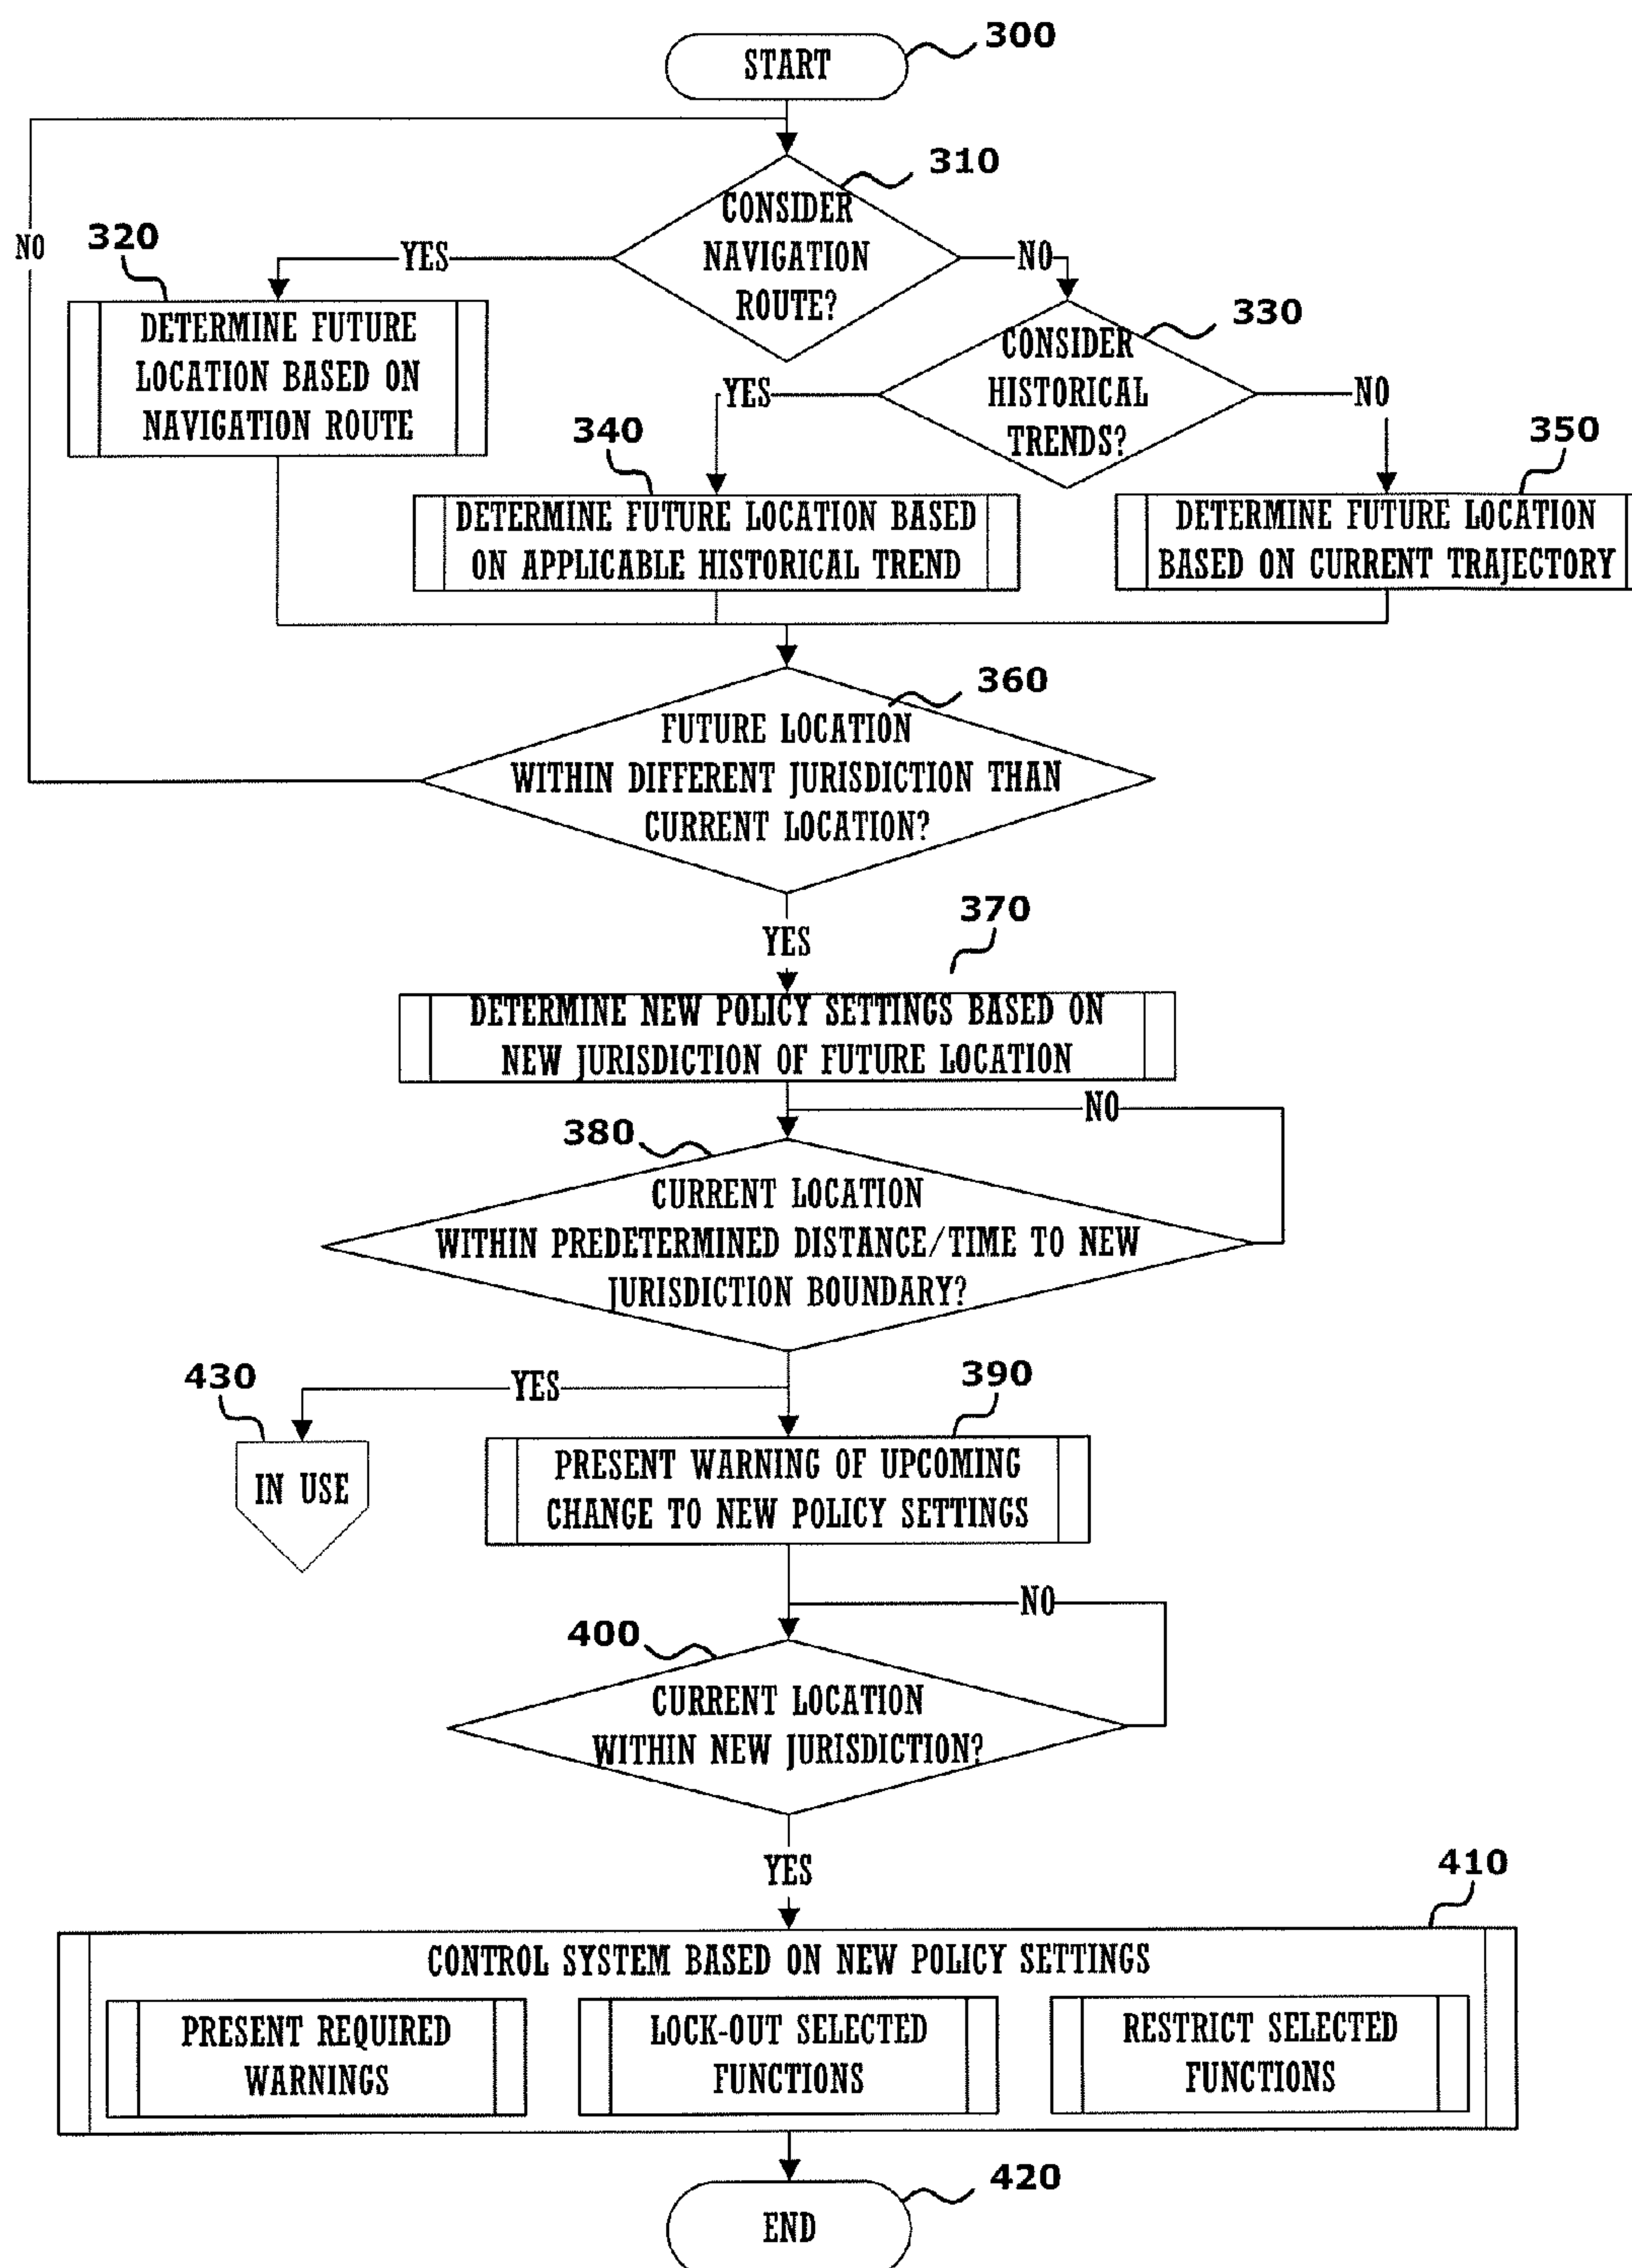 START
300
310
CONSIDER
NAVIGATION
ROUTE?
NO
320
YES
NO
330
DETERMINE FUTURE
LOCATION BASED ON
NAVIGATION ROUTE
CONSIDER
HISTORICAL
TRENDS?
YES
NO
340
350
DETERMINE FUTURE LOCATION BASED
ON APPLICABLE HISTORICAL TREND
DETERMINE FUTURE LOCATION
BASED ON CURRENT TRAJECTORY
360
FUTURE LOCATION
WITHIN DIFFERENT JURISDICTION THAN
CURRENT LOCATION?
YES
370
DETERMINE NEW POLICY SETTINGS BASED ON
NEW JURISDICTION OF FUTURE LOCATION
NO
380
CURRENT LOCATION
WITHIN PREDETERMINED DISTANCE/TIME TO NEW
JURISDICTION BOUNDARY?
430
YES
390
IN USE
PRESENT WARNING OF UPCOMING
CHANGE TO NEW POLICY SETTINGS
NO
400
CURRENT LOCATION
WITHIN NEW JURISDICTION?
YES
410
CONTROL SYSTEM BASED ON NEW POLICY SETTINGS
PRESENT REQUIRED
WARNINGS
LOCK-OUT SELECTED
FUNCTIONS
RESTRICT SELECTED
FUNCTIONS
420
END